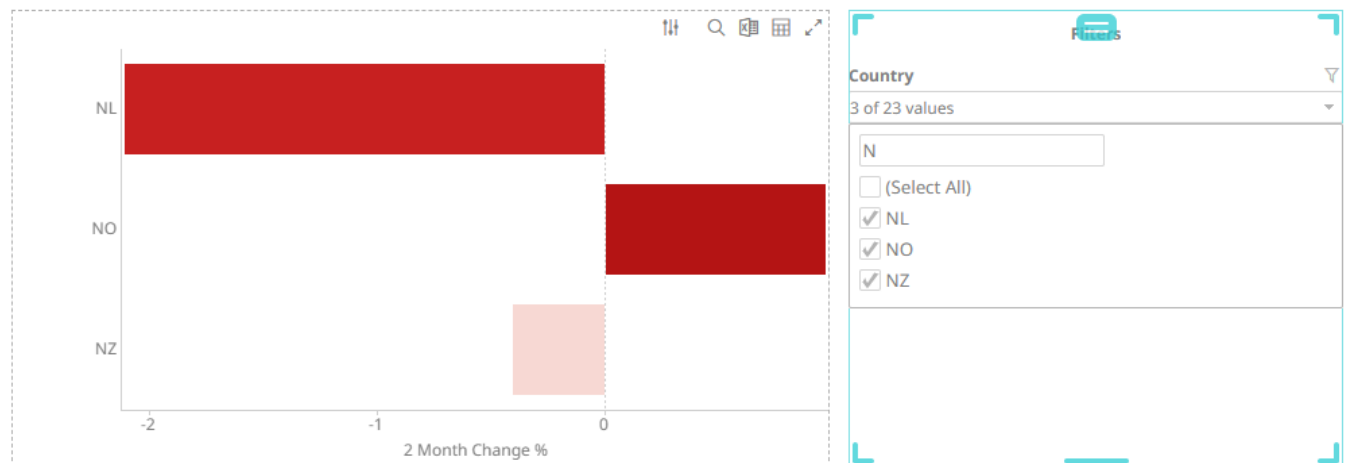 NL
NO
NZ
-2 -1 0
2 Month Change %
Filters
Country
3 of 23 values
N
(Select All)
NL
NO
NZ